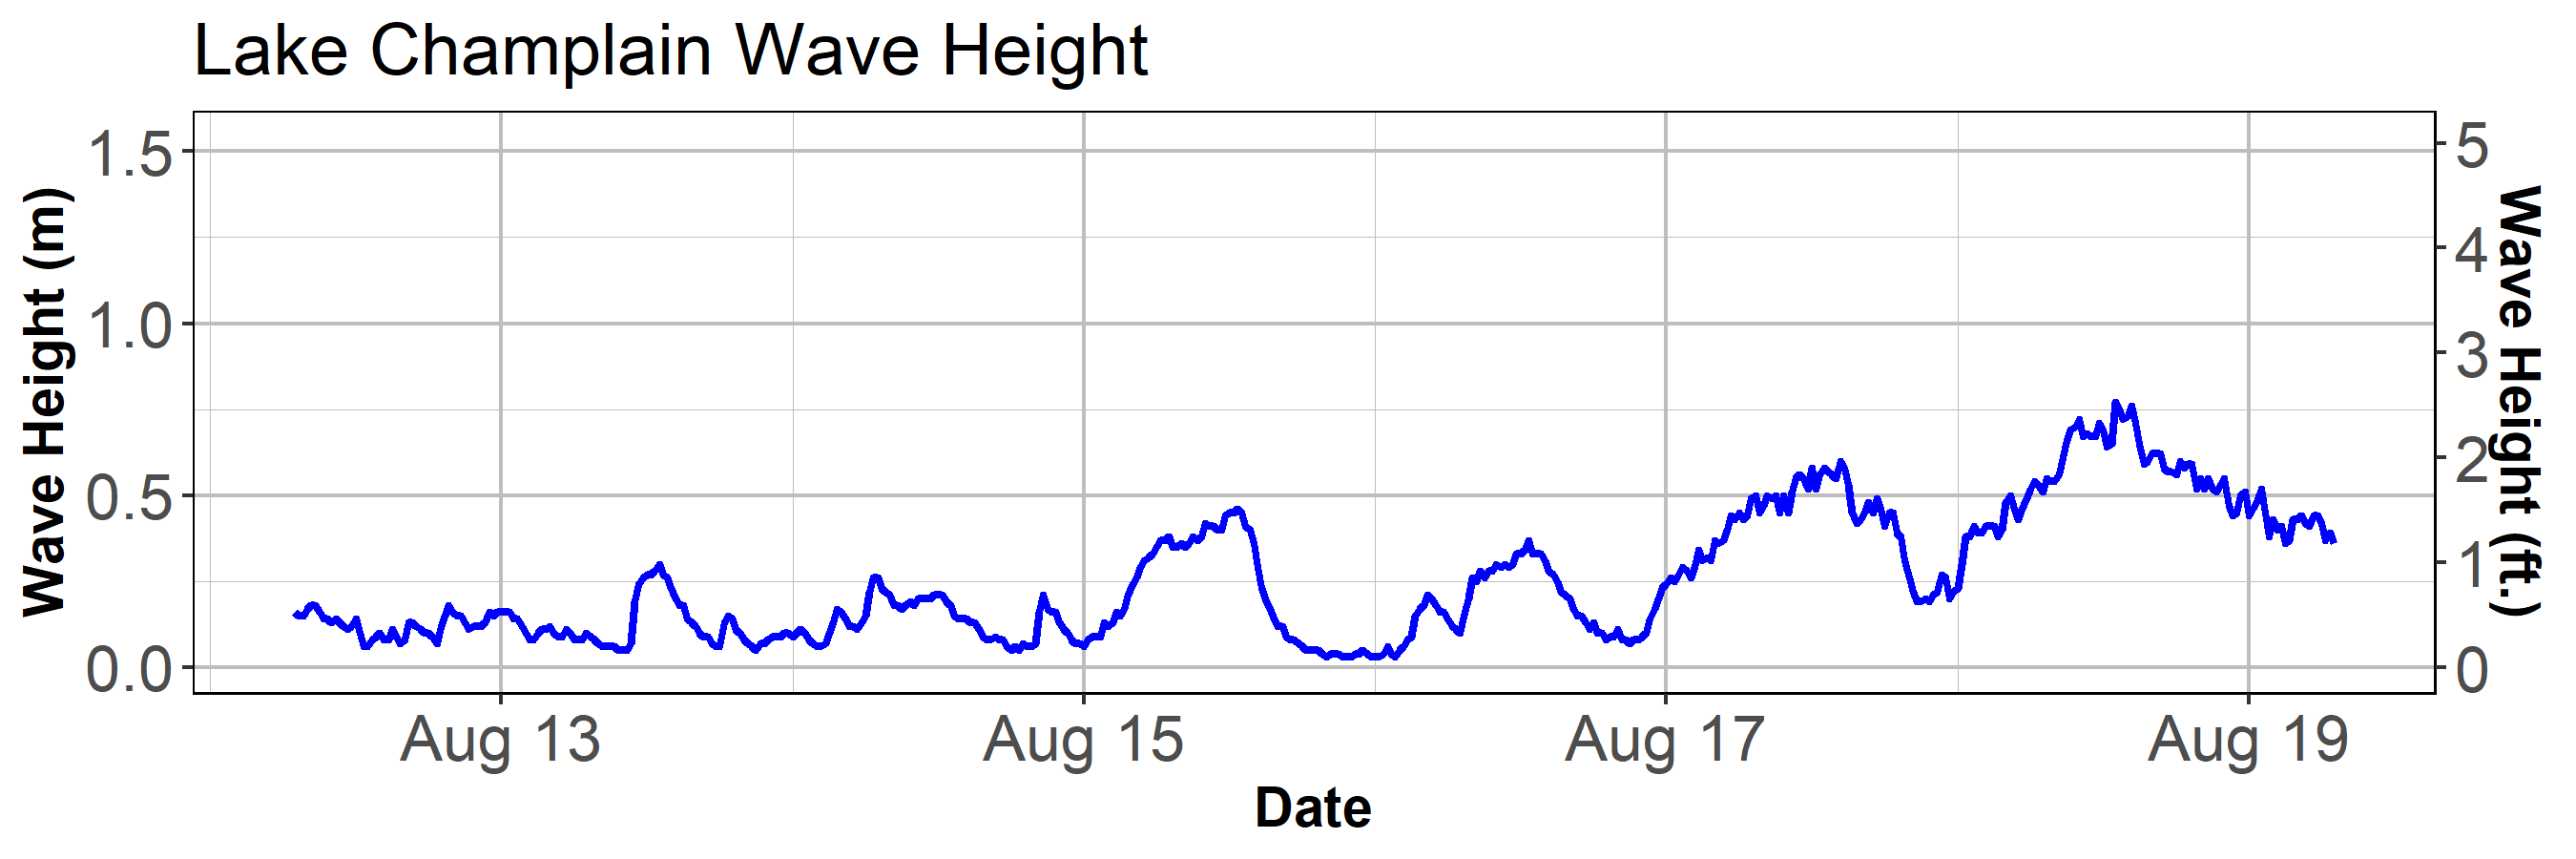 Lake Champlain Wave Height
Wave Height (m)
1.5
1.0
0.5
0.0
5
4
3
2
1
0
Wave Height (ft.)
Aug 13
Aug 15
Aug 17
Aug 19
Date